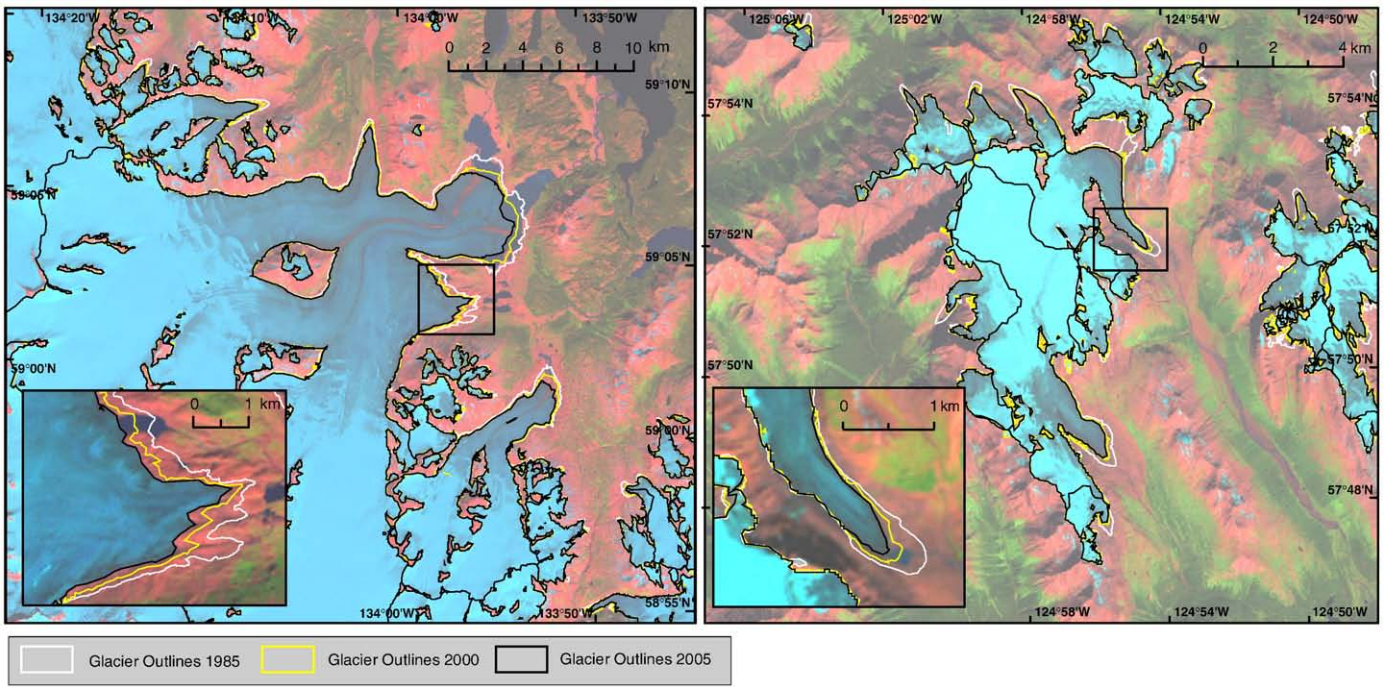 134°20'W 134°10'W 134°00'W 133°50'W
0 2 4 6 8 10 km
59°10'N
59°05'N
59°05'N
59°00'N
59°00'N
0 1 km
134°00'W 133°50'W
58°55'N
125°06'W 125°02'W 124°58'W 124°54'W 124°50'W
0 2 4 km
57°54'N
57°54'N
57°52'N
57°52'N
57°50'N
57°50'N
0 1 km
57°48'N
124°58'W 124°54'W 124°50'W
Glacier Outlines 1985 Glacier Outlines 2000 Glacier Outlines 2005